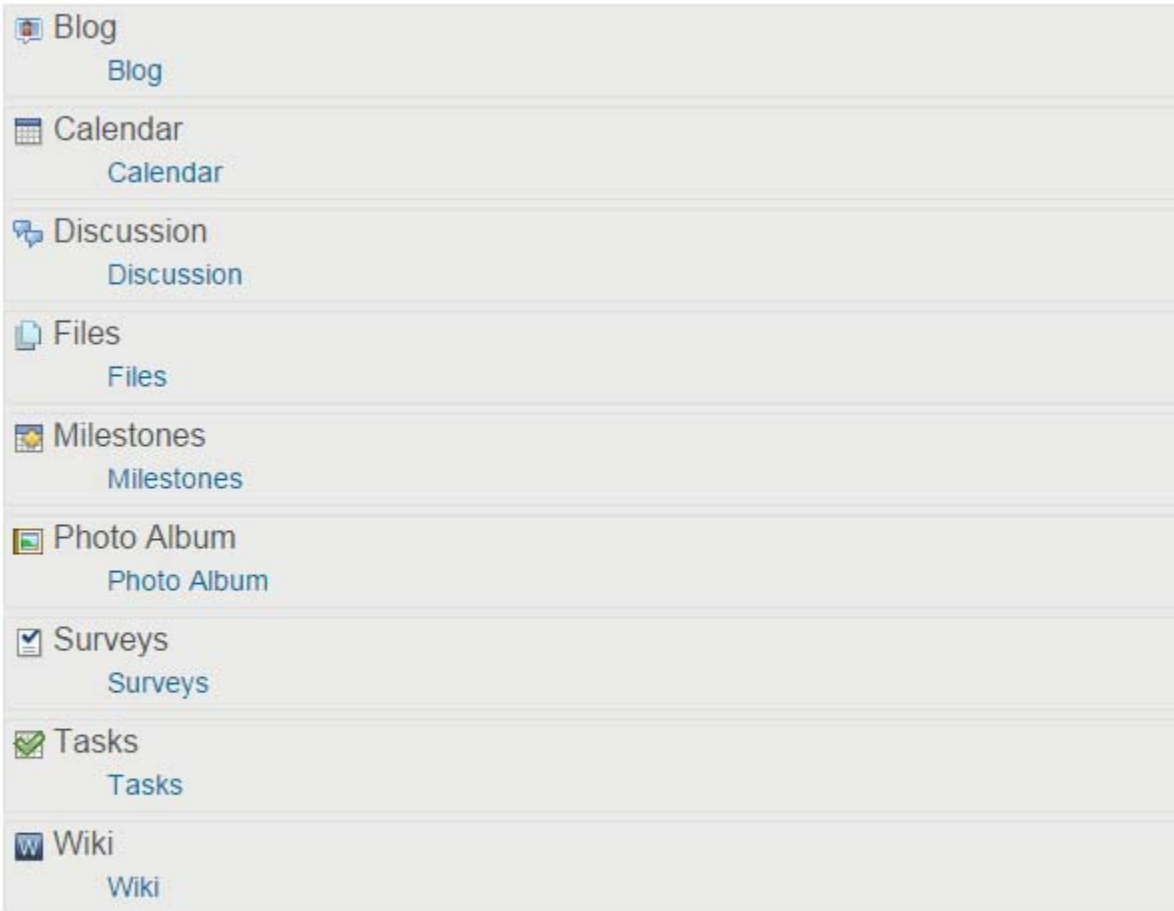 Blog
Blog
Calendar
Calendar
Discussion
Discussion
Files
Files
Milestones
Milestones
Photo Album
Photo Album
Surveys
Surveys
Tasks
Tasks
Wiki
Wiki